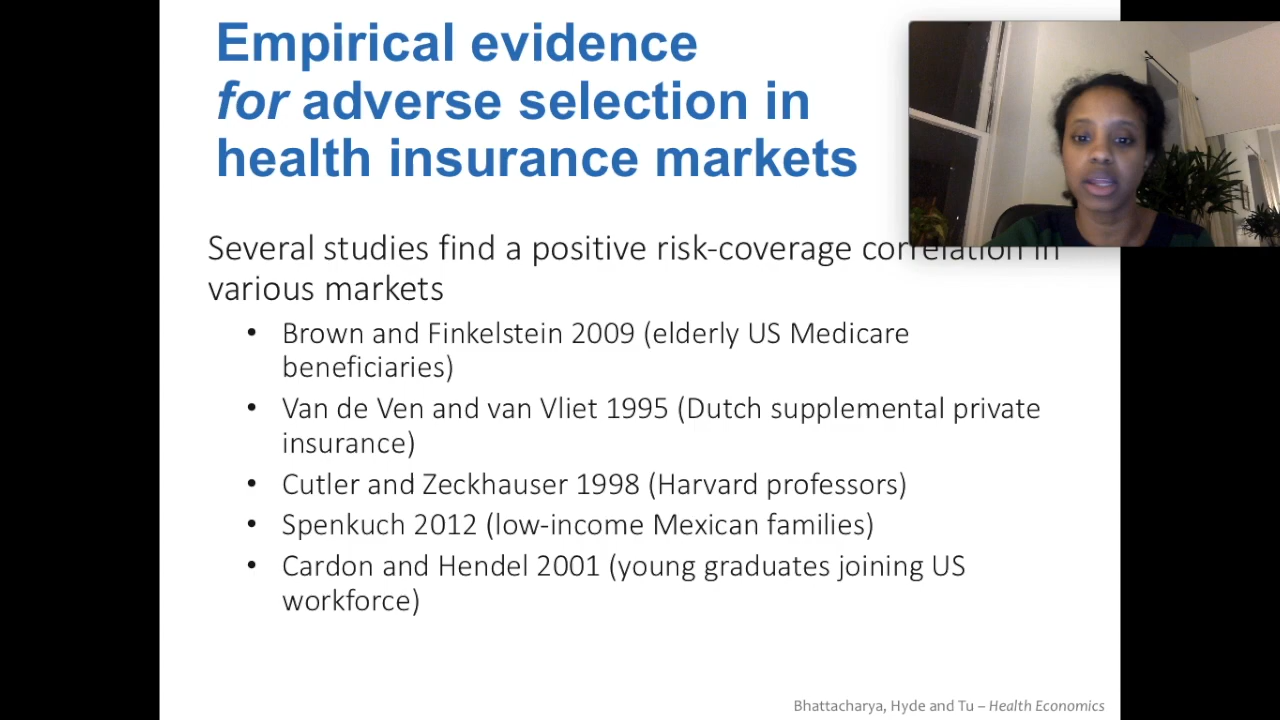 Empirical evidence
for adverse selection in
health insurance markets
Several studies find a positive risk-coverage correlation in
various markets
• Brown and Finkelstein 2009 (elderly US Medicare
beneficiaries)
• Van de Ven and van Vliet 1995 (Dutch supplemental private
insurance)
• Cutler and Zeckhauser 1998 (Harvard professors)
• Spenkuch 2012 (low-income Mexican families)
• Cardon and Hendel 2001 (young graduates joining US
workforce)
Bhattacharya, Hyde and Tu – Health Economics